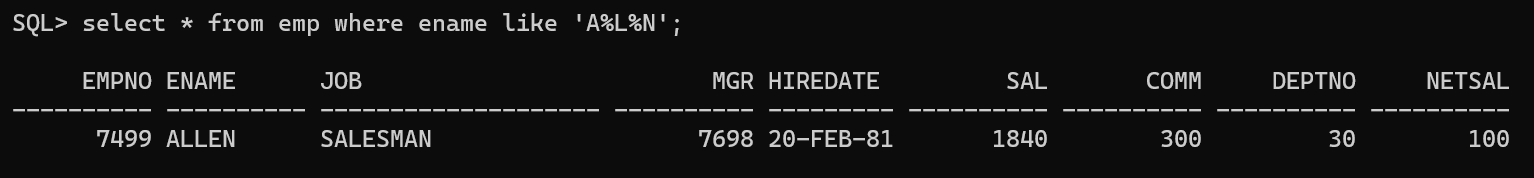 SQL> select * from emp where ename like 'A%L%N';
     EMPNO ENAME      JOB                         MGR HIREDATE         SAL       COMM     DEPTNO     NETSAL
---------- ---------- -------------------- ---------- --------- ---------- ---------- ---------- ----------
      7499 ALLEN      SALESMAN                   7698 20-FEB-81       1840        300         30        100